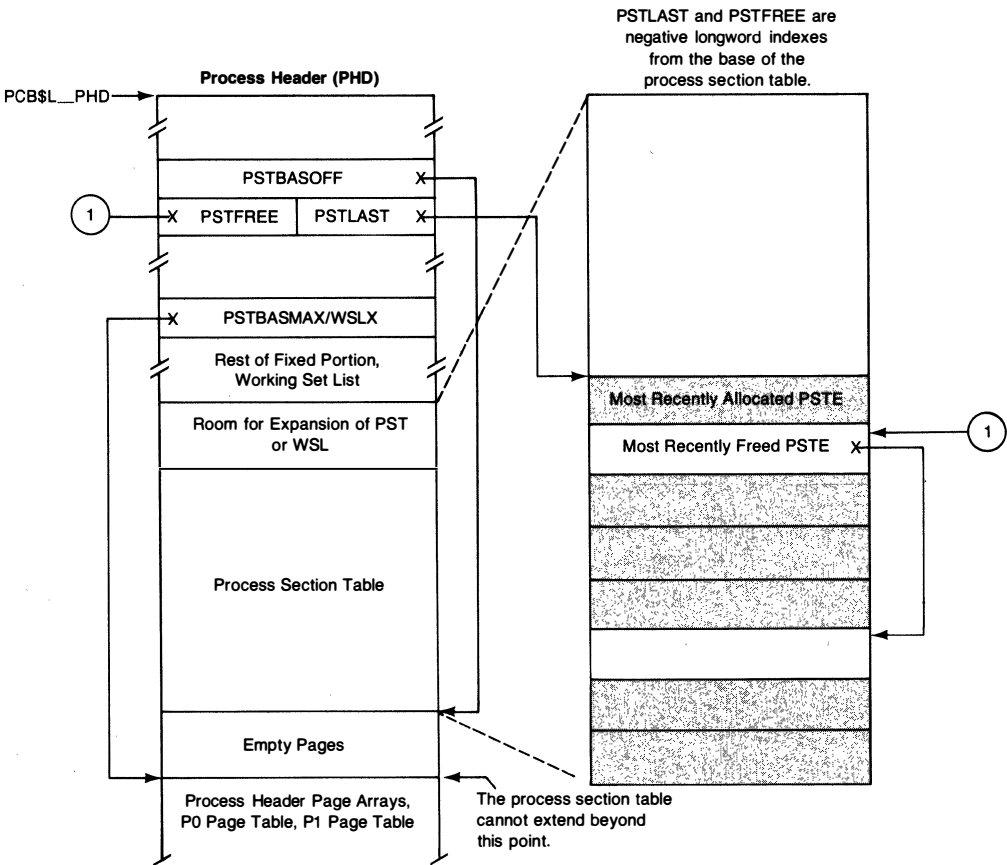 PSTLAST and PSTFREE are
negative longword indexes
from the base of the
process section table.
Process Header (PHD)
PCB$L__PHD
PSTBASOFF X
1
X PSTFREE
PSTLAST X
X PSTBASMAX/WSLX
Rest of Fixed Portion,
Working Set List
Room for Expansion of PST
or WSL
Process Section Table
Empty Pages
Process Header Page Arrays,
P0 Page Table, P1 Page Table
Most Recently Allocated PSTE
Most Recently Freed PSTE X
1
The process section table
cannot extend beyond
this point.